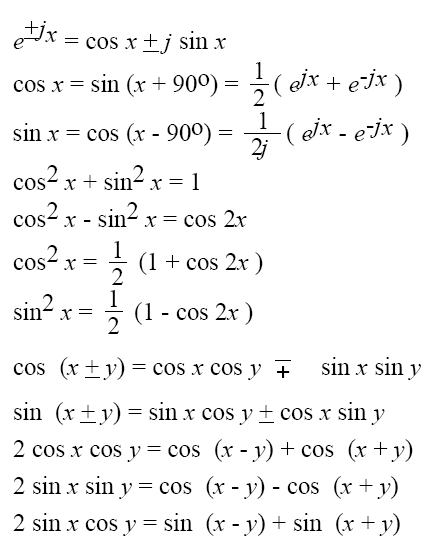 e^{±jx} = cos x ± j sin x
cos x = sin (x + 90º) = 1/2 ( e^{jx} + e^{-jx} )
sin x = cos (x - 90º) = 1/2j ( e^{jx} - e^{-jx} )
cos² x + sin² x = 1
cos² x - sin² x = cos 2x
cos² x = 1/2 (1 + cos 2x )
sin² x = 1/2 (1 - cos 2x )
cos (x ± y) = cos x cos y ∓ sin x sin y
sin (x ± y) = sin x cos y ± cos x sin y
2 cos x cos y = cos (x - y) + cos (x + y)
2 sin x sin y = cos (x - y) - cos (x + y)
2 sin x cos y = sin (x - y) + sin (x + y)